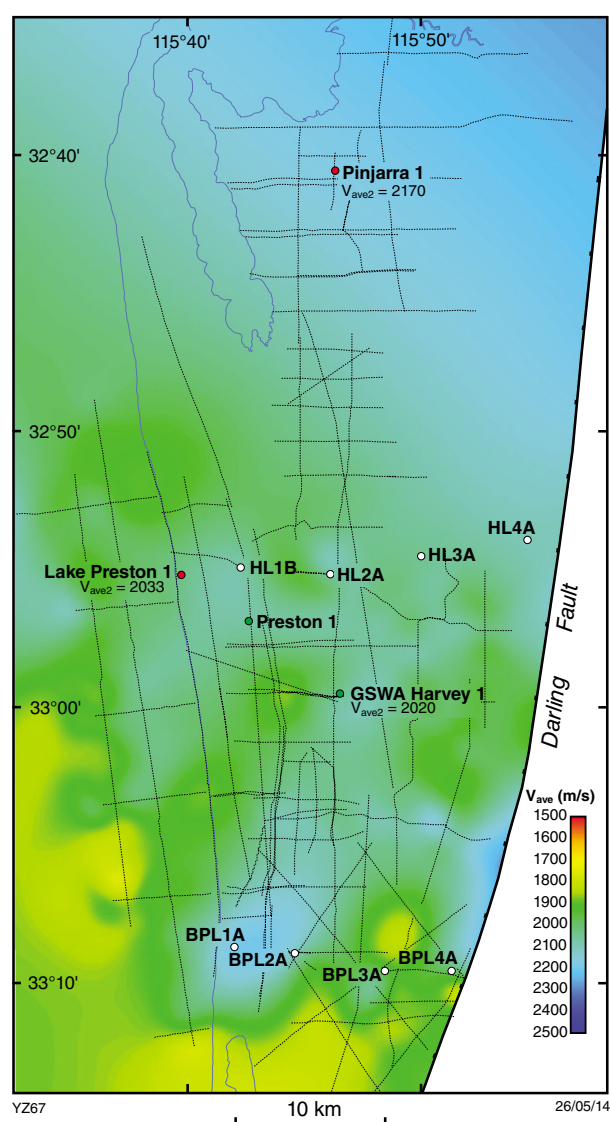 115°40' 115°50'
32°40'
Pinjarra 1
Vave2 = 2170
32°50'
HL4A
HL3A
HL1B
HL2A
Lake Preston 1
Vave2 = 2033
Preston 1
Darling Fault
GSWA Harvey 1
Vave2 = 2020
33°00'
Vave (m/s)
1500
1600
1700
1800
1900
2000
2100
2200
2300
2400
2500
BPL1A
BPL2A
BPL3A
BPL4A
33°10'
YZ67
10 km
26/05/14